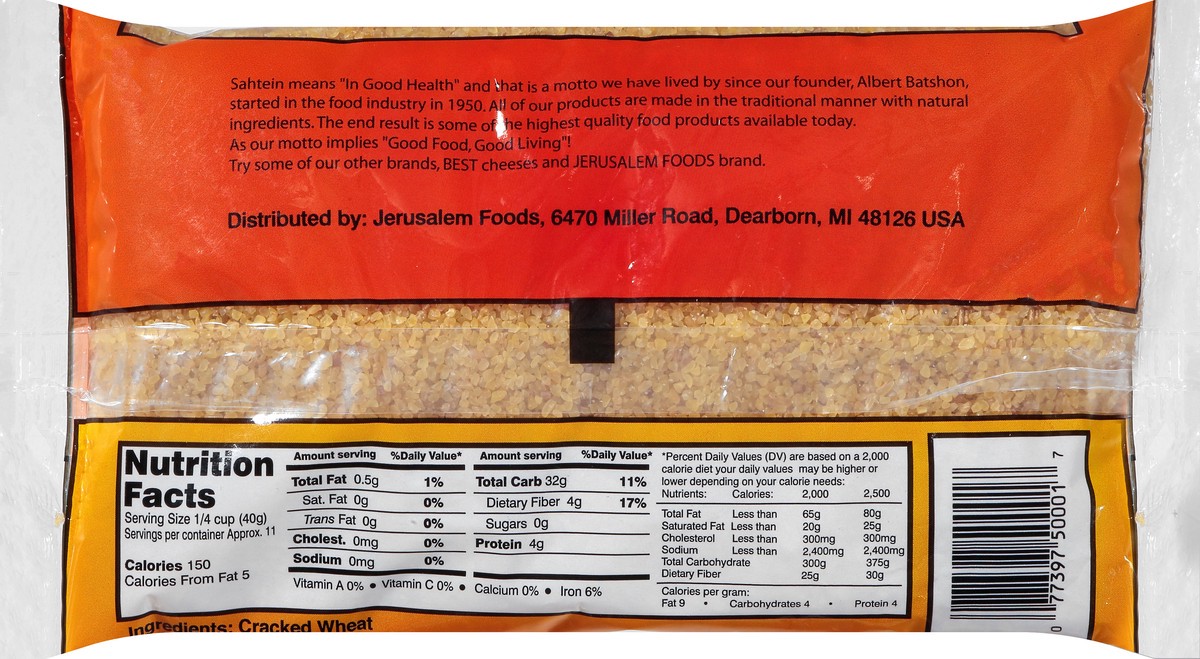 Sahtein means "In Good Health" and that is a motto we have lived by since our founder, Albert Batshon,
started in the food industry in 1950. All of our products are made in the traditional manner with natural
ingredients. The end result is some of the highest quality food products available today.
As our motto implies "Good Food, Good Living"!
Try some of our other brands, BEST cheeses and JERUSALEM FOODS brand.
Distributed by: Jerusalem Foods, 6470 Miller Road, Dearborn, MI 48126 USA
Nutrition
Facts
Serving Size 1/4 cup (40g)
Servings per container Approx. 11
Calories 150
Calories From Fat 5
Amount serving %Daily Value*
Total Fat 0.5g 1%
Sat. Fat 0g 0%
Trans Fat 0g 0%
Cholest. 0mg 0%
Sodium 0mg 0%
Amount serving %Daily Value*
Total Carb 32g 11%
Dietary Fiber 4g 17%
Sugars 0g
Protein 4g
Vitamin A 0% • Vitamin C 0% • Calcium 0% • Iron 6%
*Percent Daily Values (DV) are based on a 2,000
calorie diet your daily values may be higher or
lower depending on your calorie needs:
Nutrients: Calories: 2,000 2,500
Total Fat Less than 65g 80g
Saturated Fat Less than 20g 25g
Cholesterol Less than 300mg 300mg
Sodium Less than 2,400mg 2,400mg
Total Carbohydrate 300g 375g
Dietary Fiber 25g 30g
Calories per gram:
Fat 9 • Carbohydrates 4 • Protein 4
Ingredients: Cracked Wheat
0 77397 50001 7